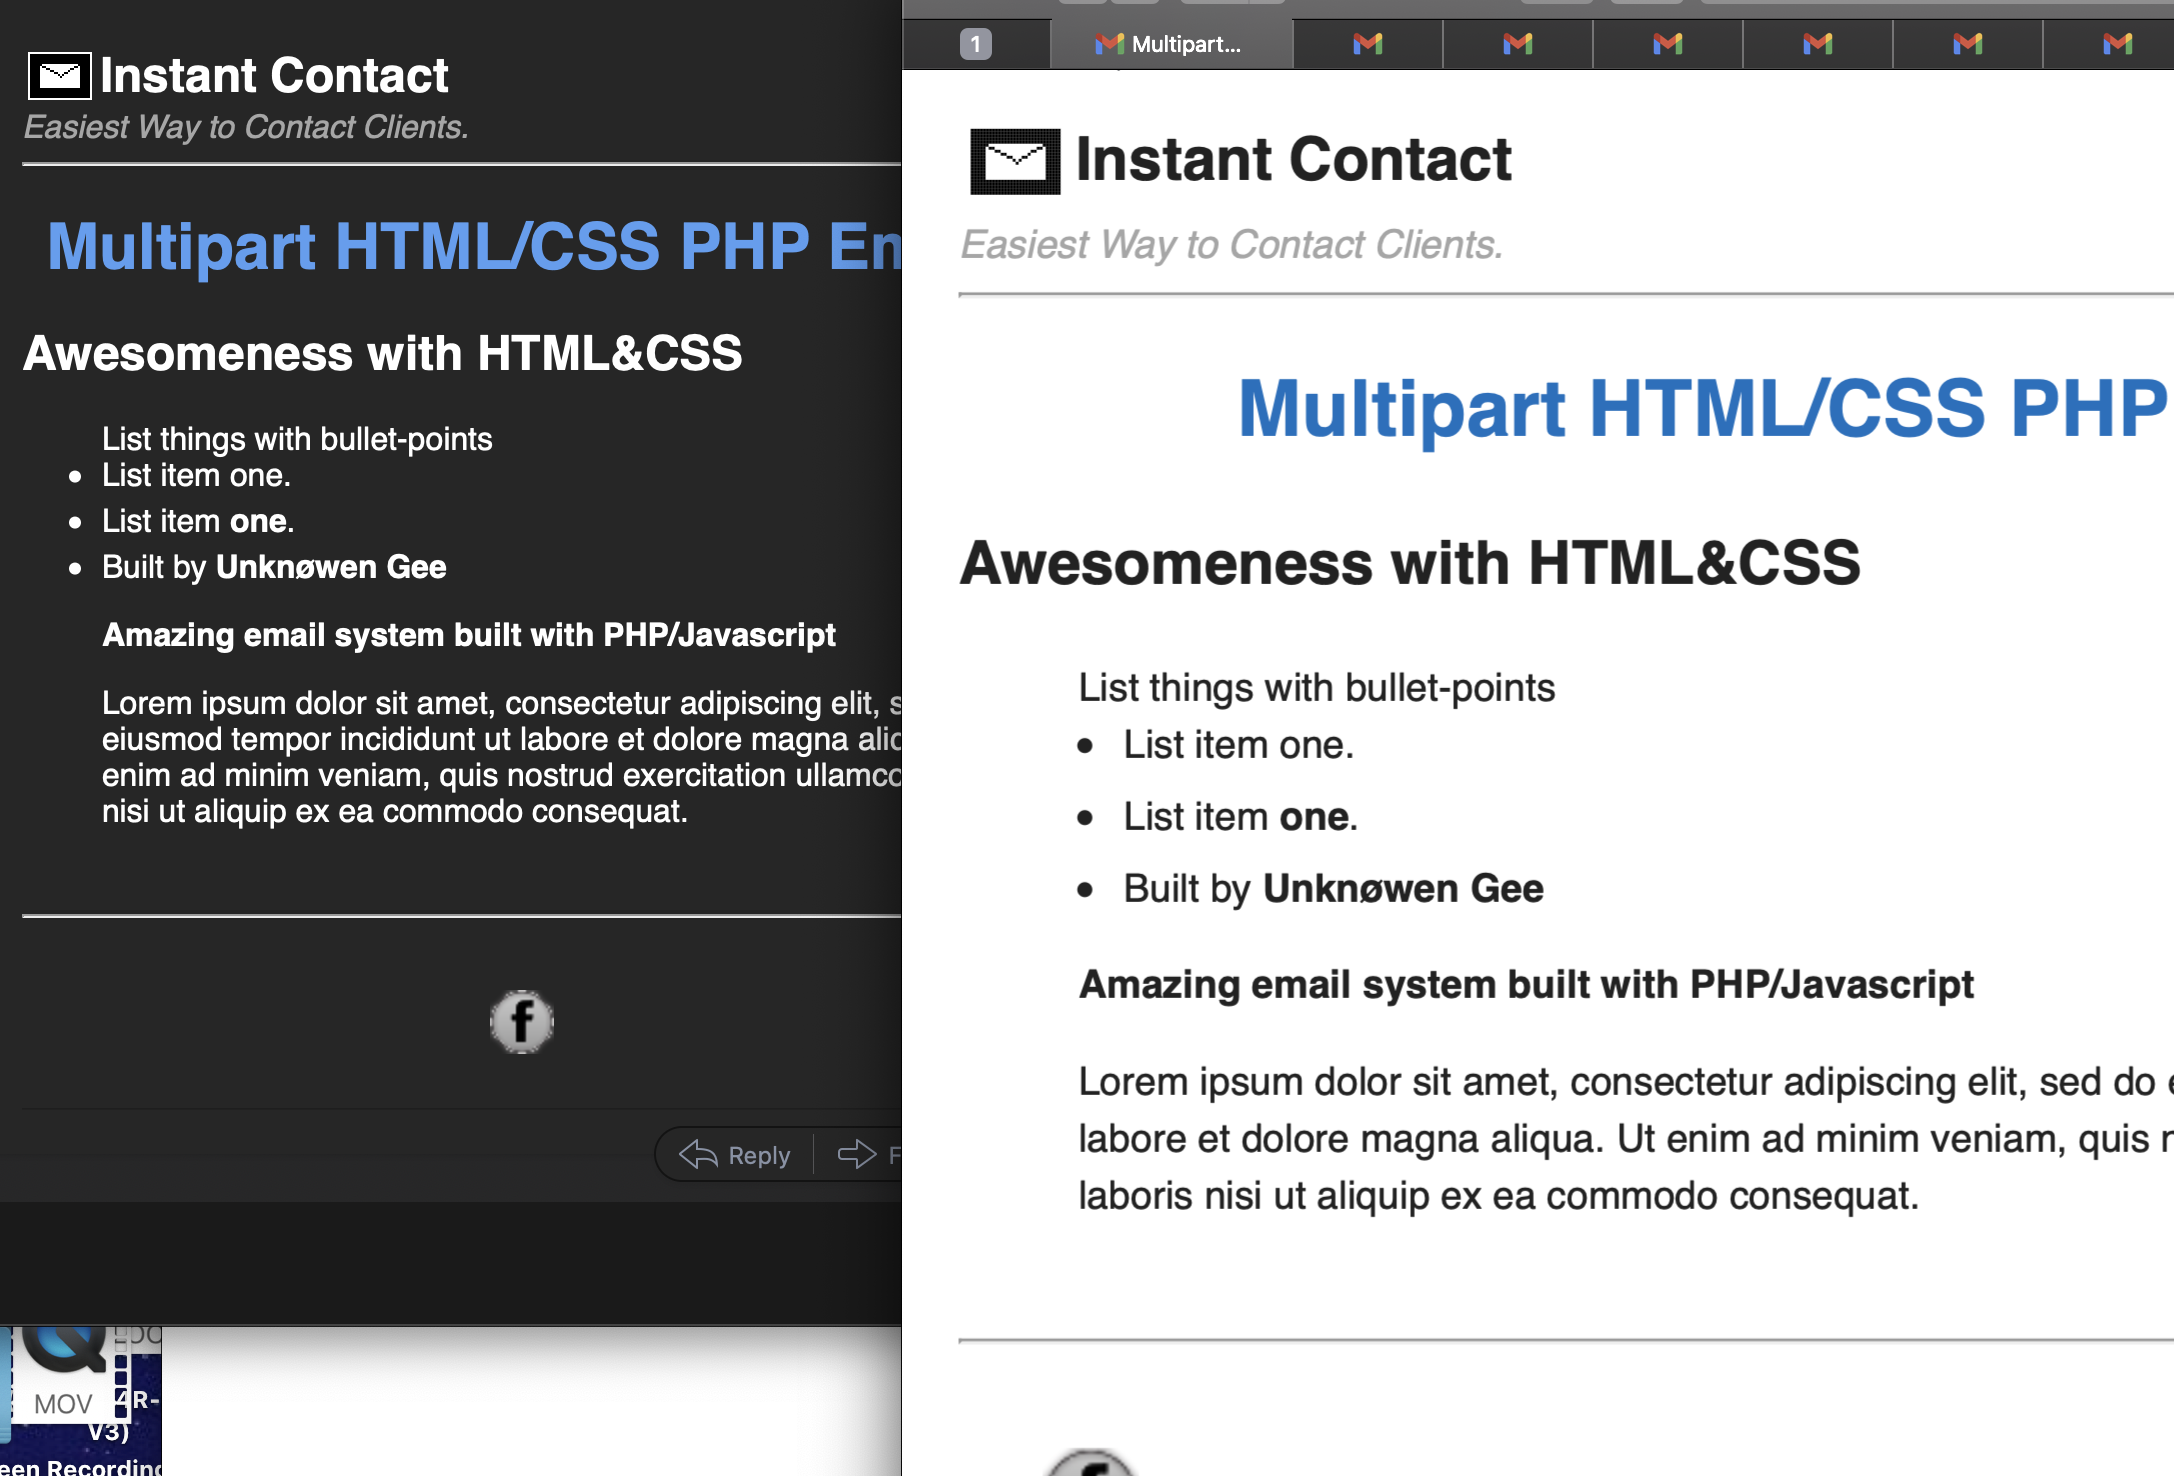 Instant Contact
Easiest Way to Contact Clients.
Multipart HTML/CSS PHP
Awesomeness with HTML&CSS
List things with bullet-points
• List item one.
• List item one.
• Built by Unknøwen Gee
Amazing email system built with PHP/Javascript
Lorem ipsum dolor sit amet, consectetur adipiscing elit,
eiusmod tempor incididunt ut labore et dolore magna
enim ad minim veniam, quis nostrud exercitation
nisi ut aliquip ex ea commodo consequat.
f
Reply
MOV
4R-
V3)
Recording
1
Multipart...
Instant Contact
Easiest Way to Contact Clients.
Multipart HTML/CSS PHP
Awesomeness with HTML&CSS
List things with bullet-points
• List item one.
• List item one.
• Built by Unknøwen Gee
Amazing email system built with PHP/Javascript
Lorem ipsum dolor sit amet, consectetur adipiscing elit, sed do
labore et dolore magna aliqua. Ut enim ad minim veniam, quis
laboris nisi ut aliquip ex ea commodo consequat.